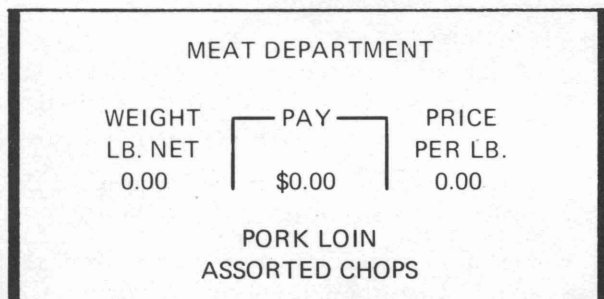 MEAT DEPARTMENT
WEIGHT PAY PRICE
LB. NET PER LB.
0.00 $0.00 0.00
PORK LOIN
ASSORTED CHOPS